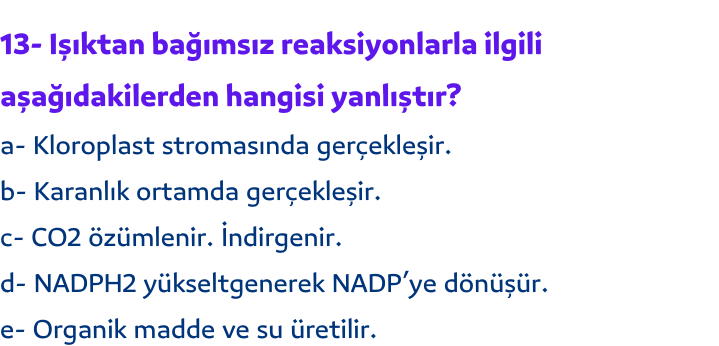 13- Işıktan bağımsız reaksiyonlarla ilgili
aşağıdakilerden hangisi yanlıştır?
a- Kloroplast stromasında gerçekleşir.
b- Karanlık ortamda gerçekleşir.
c- CO2 özümlenir. İndirgenir.
d- NADPH2 yükseltgenerek NADP’ye dönüşür.
e- Organik madde ve su üretilir.